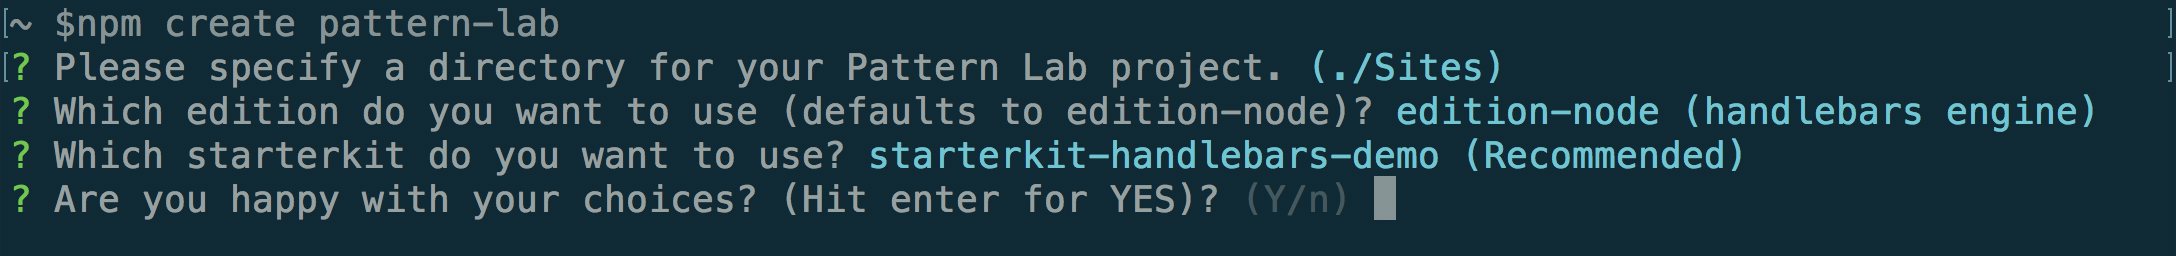 [~ $npm create pattern-lab ]
[? Please specify a directory for your Pattern Lab project. (./Sites) ]
? Which edition do you want to use (defaults to edition-node)? edition-node (handlebars engine)
? Which starterkit do you want to use? starterkit-handlebars-demo (Recommended)
? Are you happy with your choices? (Hit enter for YES)? (Y/n)